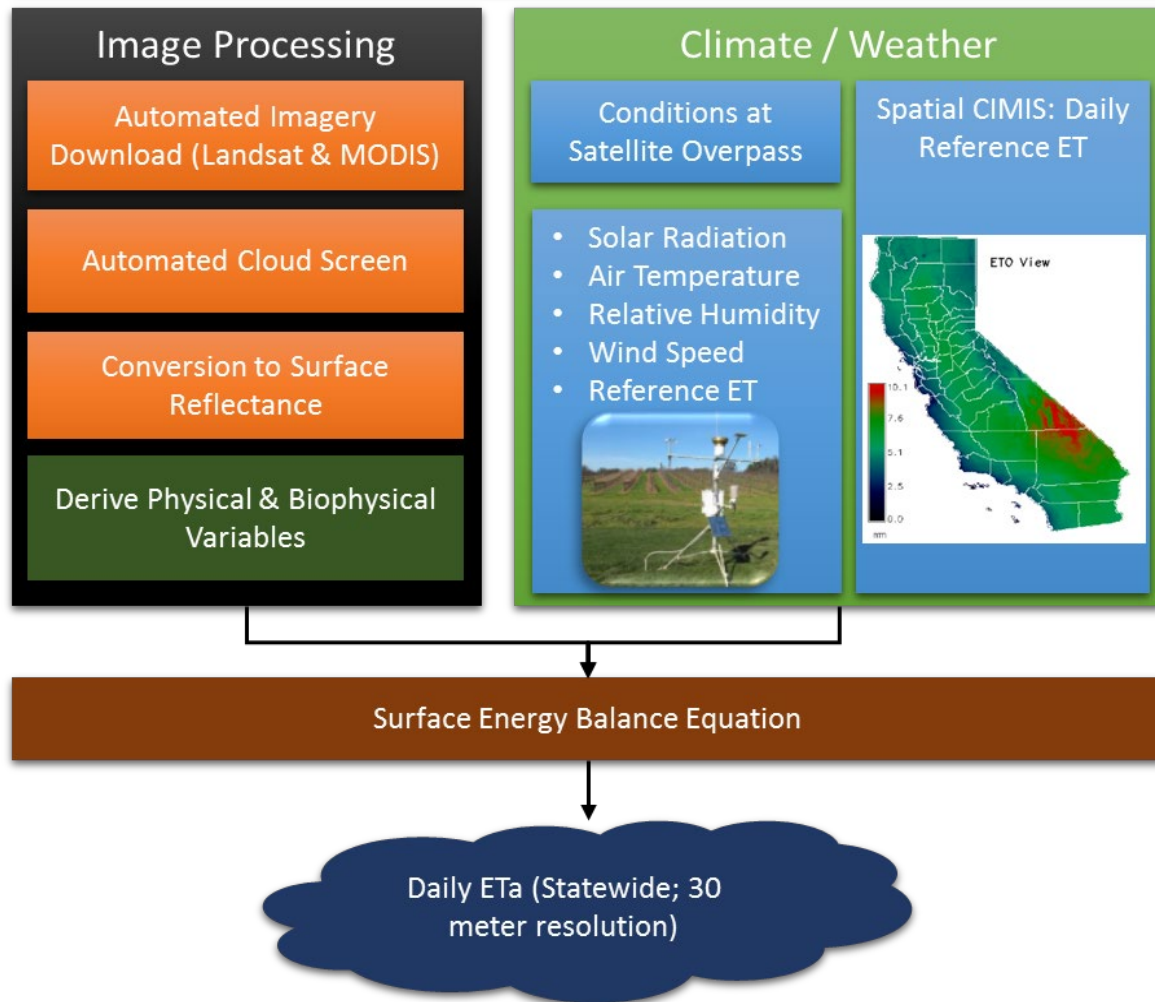 Image Processing
Automated Imagery
Download (Landsat & MODIS)
Automated Cloud Screen
Conversion to Surface
Reflectance
Derive Physical & Biophysical
Variables
Climate / Weather
Conditions at
Satellite Overpass
• Solar Radiation
• Air Temperature
• Relative Humidity
• Wind Speed
• Reference ET
Spatial CIMIS: Daily
Reference ET
ETO View
10.1
7.6
5.1
2.5
0.0
mm
Surface Energy Balance Equation
Daily ETa (Statewide; 30
meter resolution)